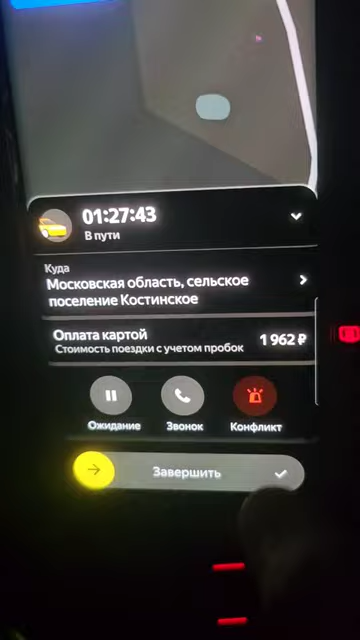 01:27:43
В пути
Куда
Московская область, сельское
поселение Костинское
Оплата картой
Стоимость поездки с учетом пробок
1 962 ₽
Ожидание
Звонок
Конфликт
Завершить